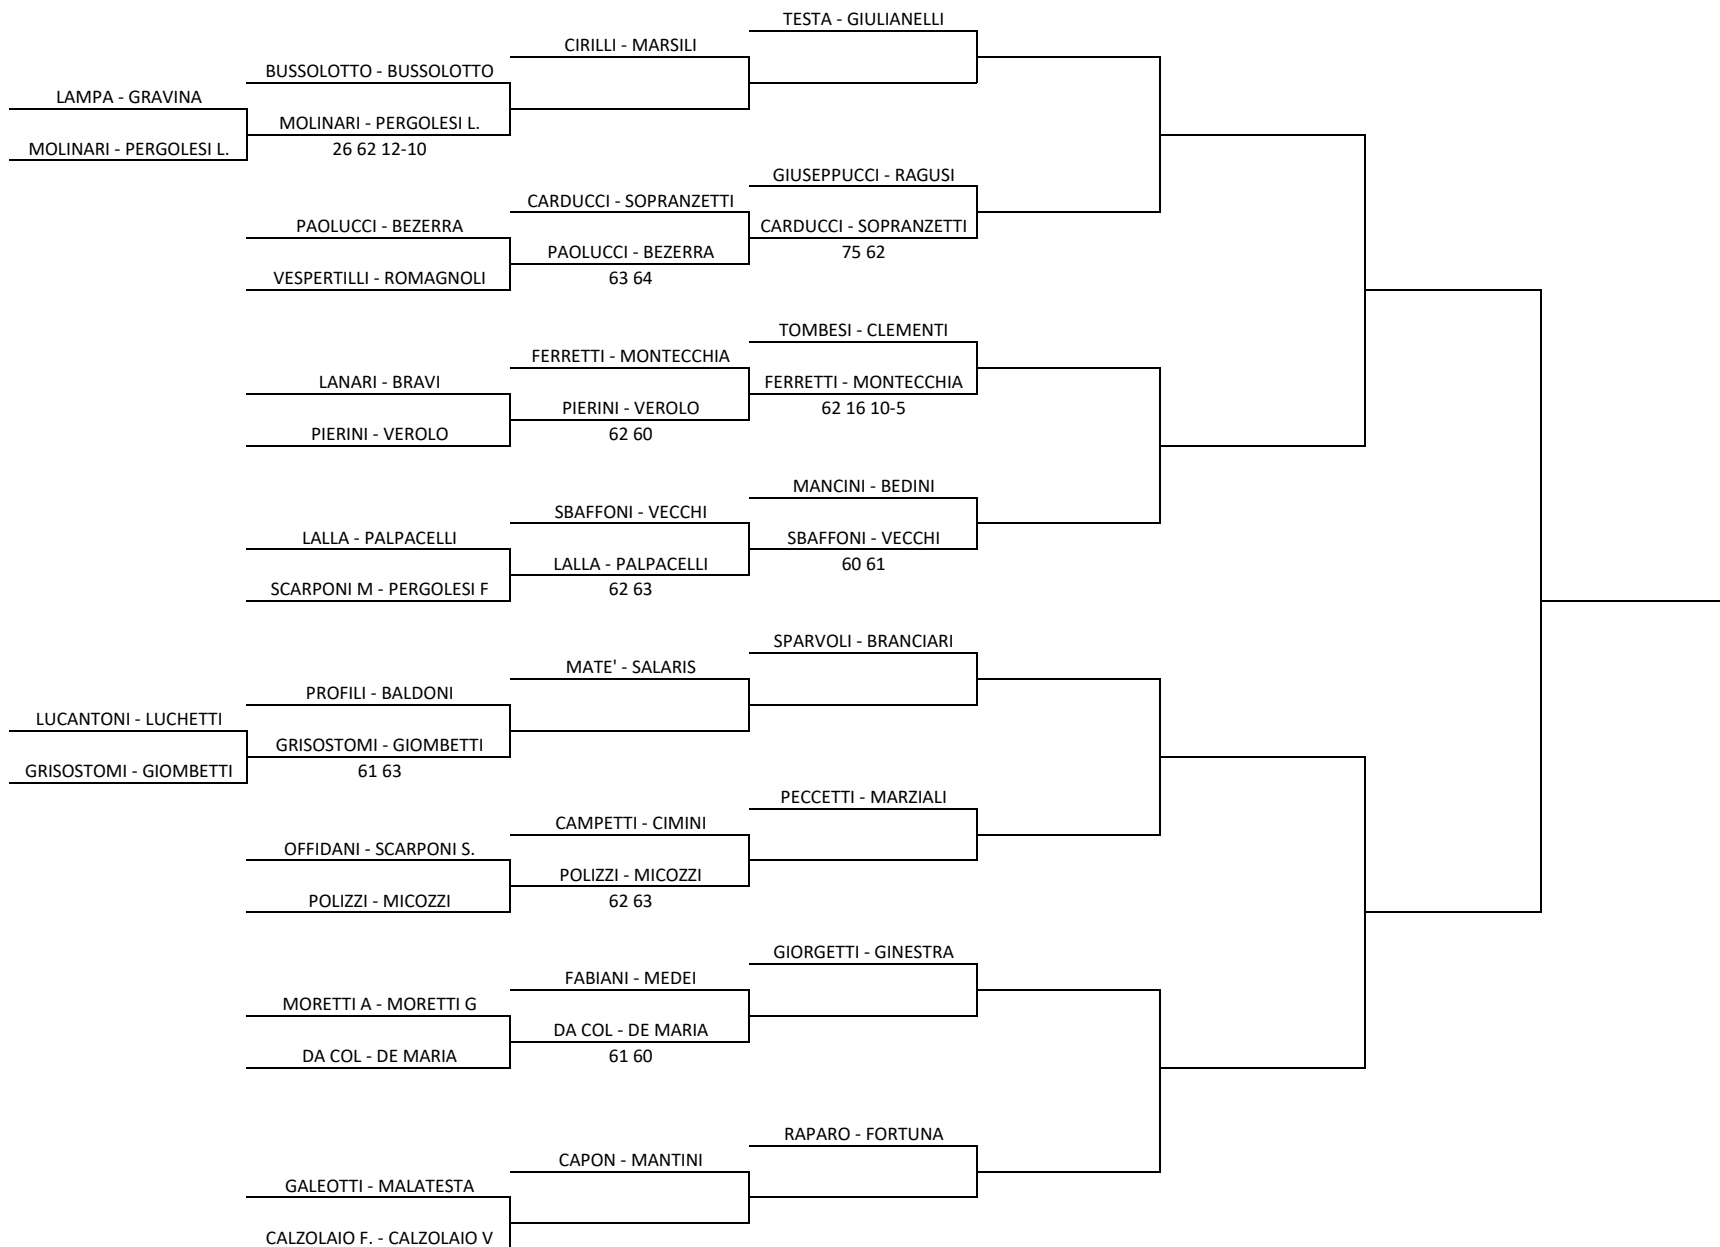 TESTA - GIULIANELLI
CIRILLI - MARSILI
BUSSOLOTTO - BUSSOLOTTO
LAMPA - GRAVINA
MOLINARI - PERGOLESI L.
MOLINARI - PERGOLESI L.
26 62 12-10
GIUSEPPUCCI - RAGUSI
CARDUCCI - SOPRANZETTI
PAOLUCCI - BEZERRA
CARDUCCI - SOPRANZETTI
PAOLUCCI - BEZERRA
75 62
VESPERTILLI - ROMAGNOLI
63 64
TOMBESI - CLEMENTI
FERRETTI - MONTECCHIA
LANARI - BRAVI
FERRETTI - MONTECCHIA
PIERINI - VEROLO
62 16 10-5
PIERINI - VEROLO
62 60
MANCINI - BEDINI
SBAFFONI - VECCHI
LALLA - PALPACELLI
SBAFFONI - VECCHI
LALLA - PALPACELLI
60 61
SCARPONI M - PERGOLESI F
62 63
SPARVOLI - BRANCIARI
MATE' - SALARIS
PROFILI - BALDONI
LUCANTONI - LUCHETTI
GRISOSTOMI - GIOMBETTI
GRISOSTOMI - GIOMBETTI
61 63
PECCETTI - MARZIALI
CAMPETTI - CIMINI
OFFIDANI - SCARPONI S.
POLIZZI - MICOZZI
POLIZZI - MICOZZI
62 63
GIORGETTI - GINESTRA
FABIANI - MEDEI
MORETTI A - MORETTI G
DA COL - DE MARIA
DA COL - DE MARIA
61 60
RAPARO - FORTUNA
CAPON - MANTINI
GALEOTTI - MALATESTA
CALZOLAIO F. - CALZOLAIO V